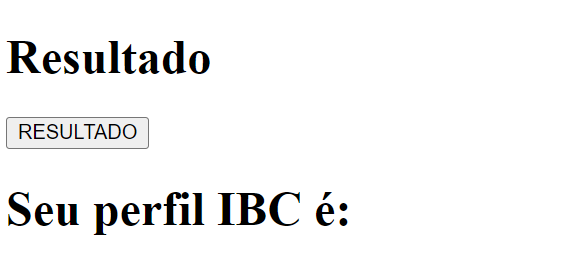 Resultado
RESULTADO
Seu perfil IBC é: